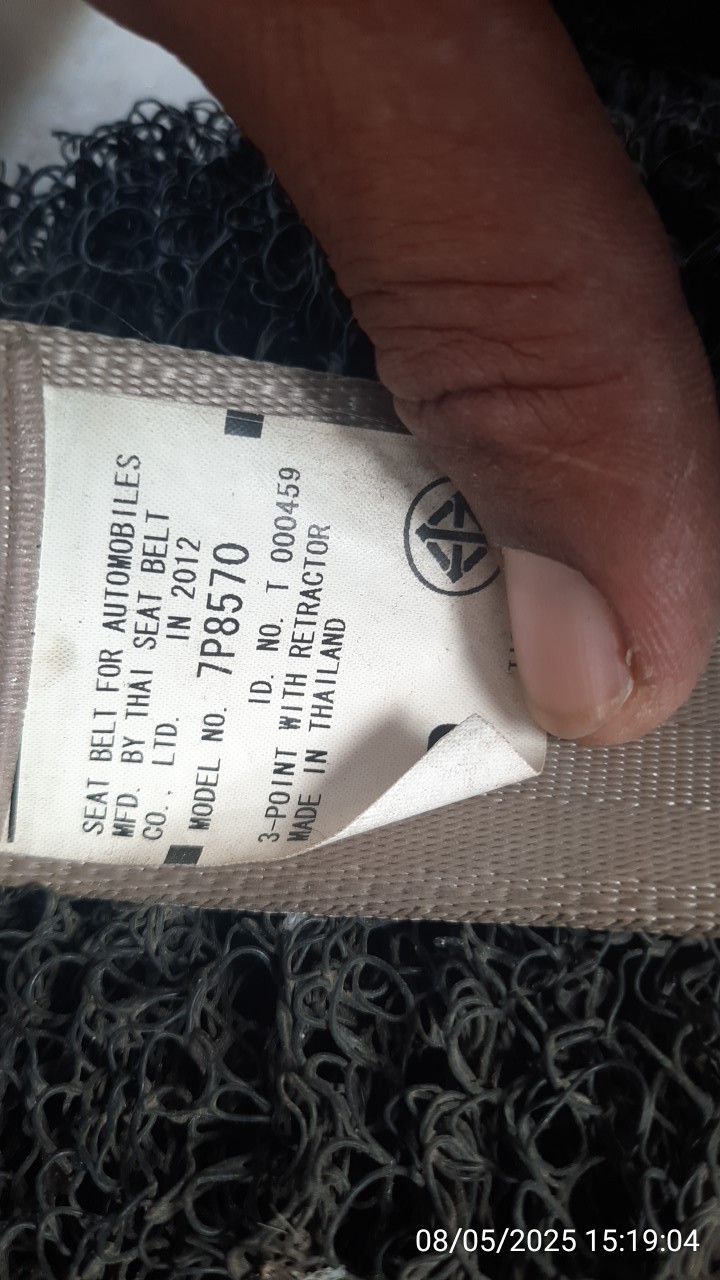 SEAT BELT FOR AUTOMOBILES
MFD. BY THAI SEAT BELT
CO., LTD. IN 2012
MODEL NO. 7P8570
ID. NO. T 000459
3-POINT WITH RETRACTOR
MADE IN THAILAND
08/05/2025 15:19:04